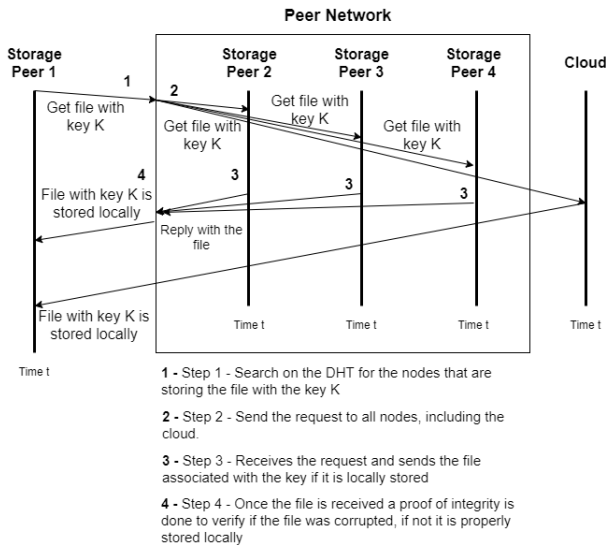 Peer Network
Storage
Peer 1
Storage
Peer 2
Storage
Peer 3
Storage
Peer 4
Cloud
1
2
Get file with
key K
Get file with
key K
Get file with
key K
Get file with
key K
4
3
3
3
File with key K is
stored locally
Reply with the
file
File with key K is
stored locally
Time t
Time t
Time t
Time t
Time t
1 - Step 1 - Search on the DHT for the nodes that are
storing the file with the key K
2 - Step 2 - Send the request to all nodes, including the
cloud.
3 - Step 3 - Receives the request and sends the file
associated with the key if it is locally stored
4 - Step 4 - Once the file is received a proof of integrity is
done to verify if the file was corrupted, if not it is properly
stored locally